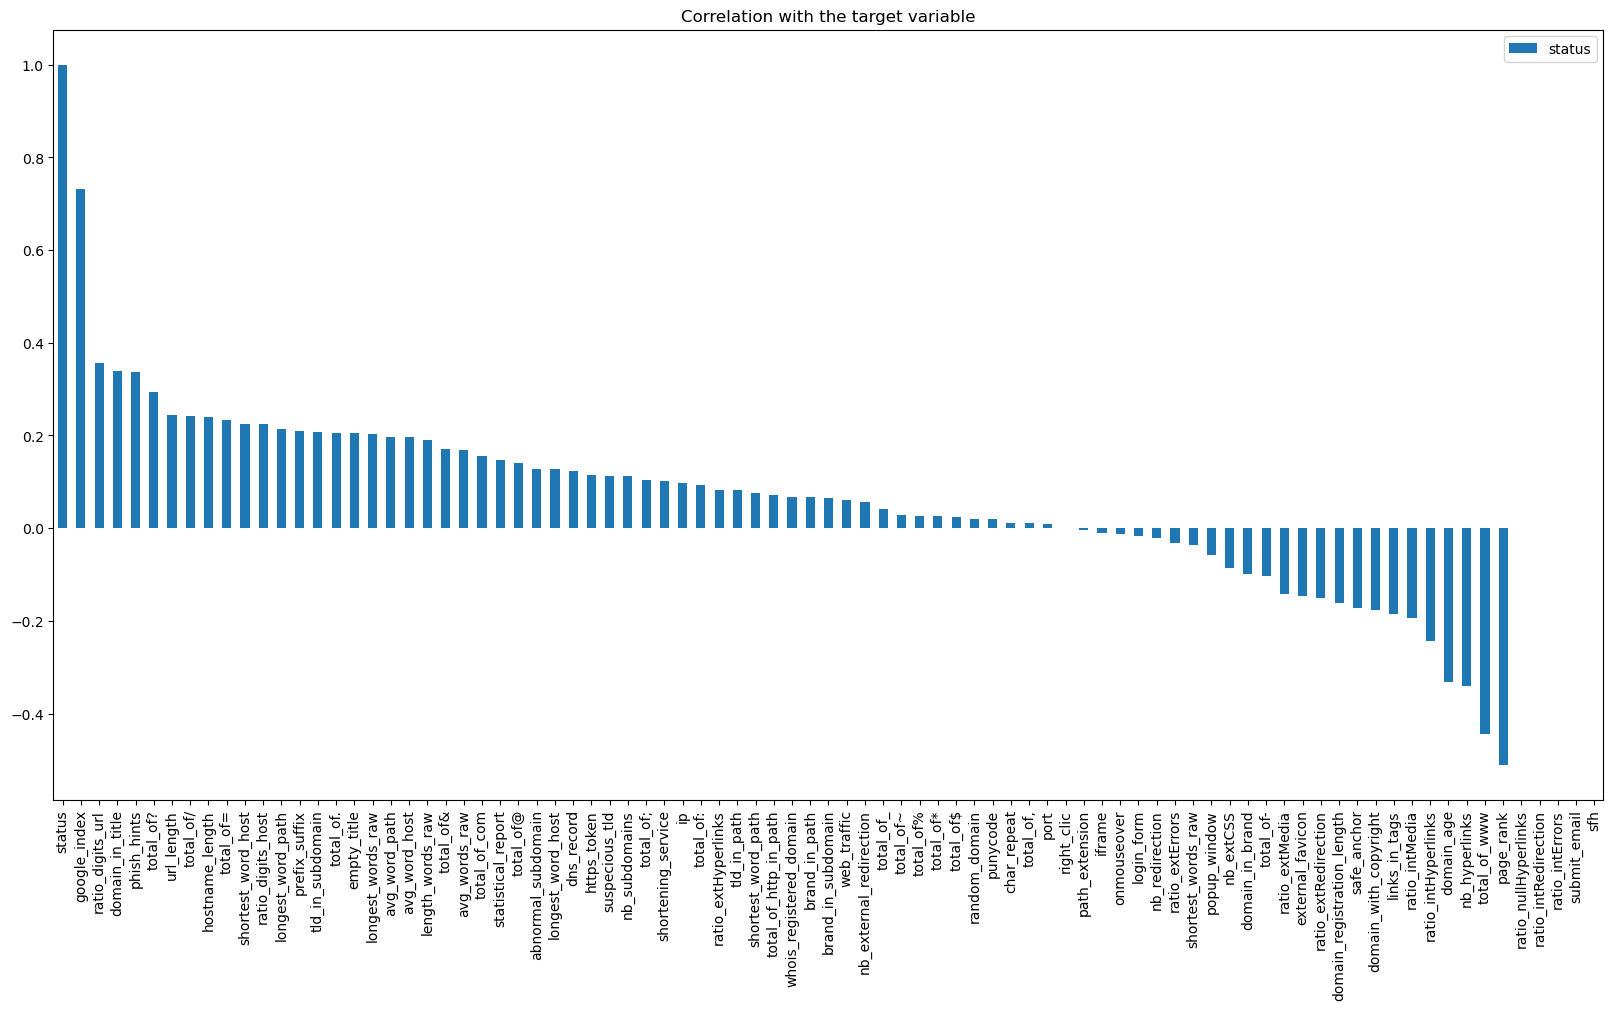 Correlation with the target variable
status
1.0
0.8
0.6
0.4
0.2
0.0
−0.2
−0.4
status
google_index
ratio_digits_url
domain_in_title
phish_hints
total_of?
url_length
total_of/
hostname_length
total_of=
shortest_word_host
ratio_digits_host
longest_word_path
prefix_suffix
tld_in_subdomain
total_of.
empty_title
longest_words_raw
avg_word_path
avg_word_host
length_words_raw
total_of&
avg_words_raw
total_of_com
statistical_report
total_of@
abnormal_subdomain
longest_word_host
dns_record
https_token
suspecious_tld
nb_subdomains
total_of;
shortening_service
ip
total_of:
ratio_extHyperlinks
tld_in_path
shortest_word_path
total_of_http_in_path
whois_registered_domain
brand_in_path
brand_in_subdomain
web_traffic
nb_external_redirection
total_of_
total_of~
total_of%
total_of*
total_of$
random_domain
punycode
char_repeat
total_of,
port
right_clic
path_extension
iframe
onmouseover
login_form
nb_redirection
ratio_extErrors
shortest_words_raw
popup_window
nb_extCSS
domain_in_brand
total_of-
ratio_extMedia
external_favicon
ratio_extRedirection
domain_registration_length
safe_anchor
domain_with_copyright
links_in_tags
ratio_intMedia
ratio_intHyperlinks
domain_age
nb_hyperlinks
total_of_www
page_rank
ratio_nullHyperlinks
ratio_intRedirection
ratio_intErrors
submit_email
sfh